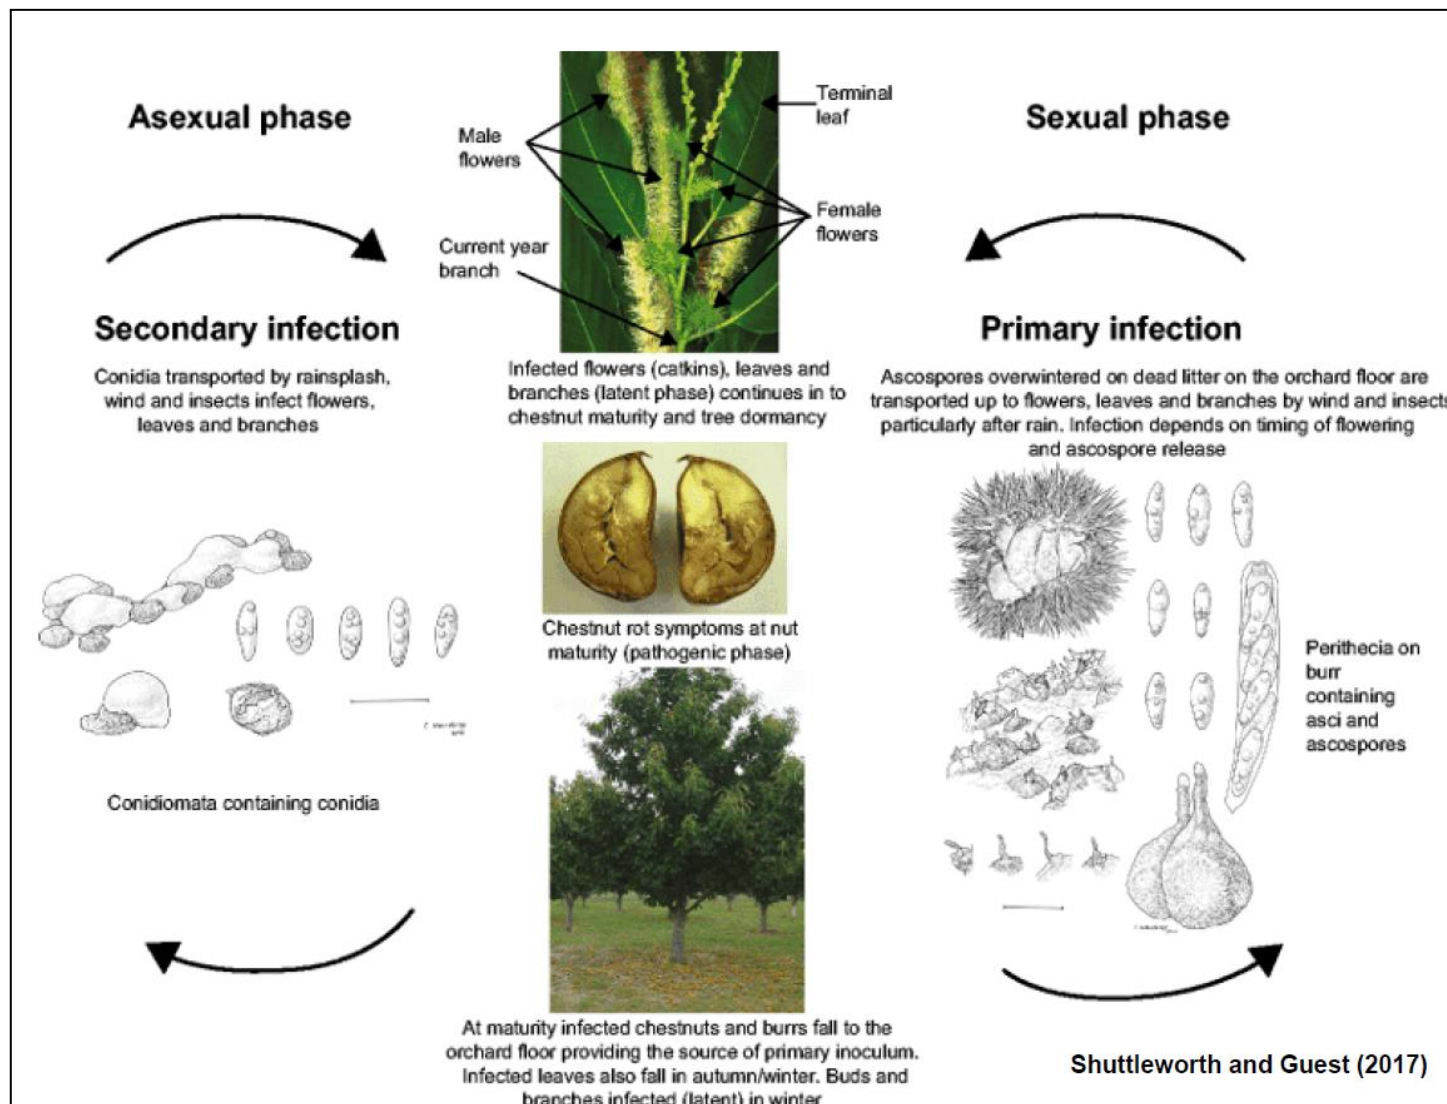 Asexual phase
Sexual phase
Male
flowers
Terminal
leaf
Female
flowers
Current year
branch
Secondary infection
Conidia transported by rainsplash,
wind and insects infect flowers,
leaves and branches
Infected flowers (catkins), leaves and
branches (latent phase) continues in to
chestnut maturity and tree dormancy
Primary infection
Ascospores overwintered on dead litter on the orchard floor are
transported up to flowers, leaves and branches by wind and insects
particularly after rain. Infection depends on timing of flowering
and ascospore release
Chestnut rot symptoms at nut
maturity (pathogenic phase)
Perithecia on
burr
containing
asci and
ascospores
Conidiomata containing conidia
At maturity infected chestnuts and burrs fall to the
orchard floor providing the source of primary inoculum.
Infected leaves also fall in autumn/winter. Buds and
branches infected (latent) in winter
Shuttleworth and Guest (2017)